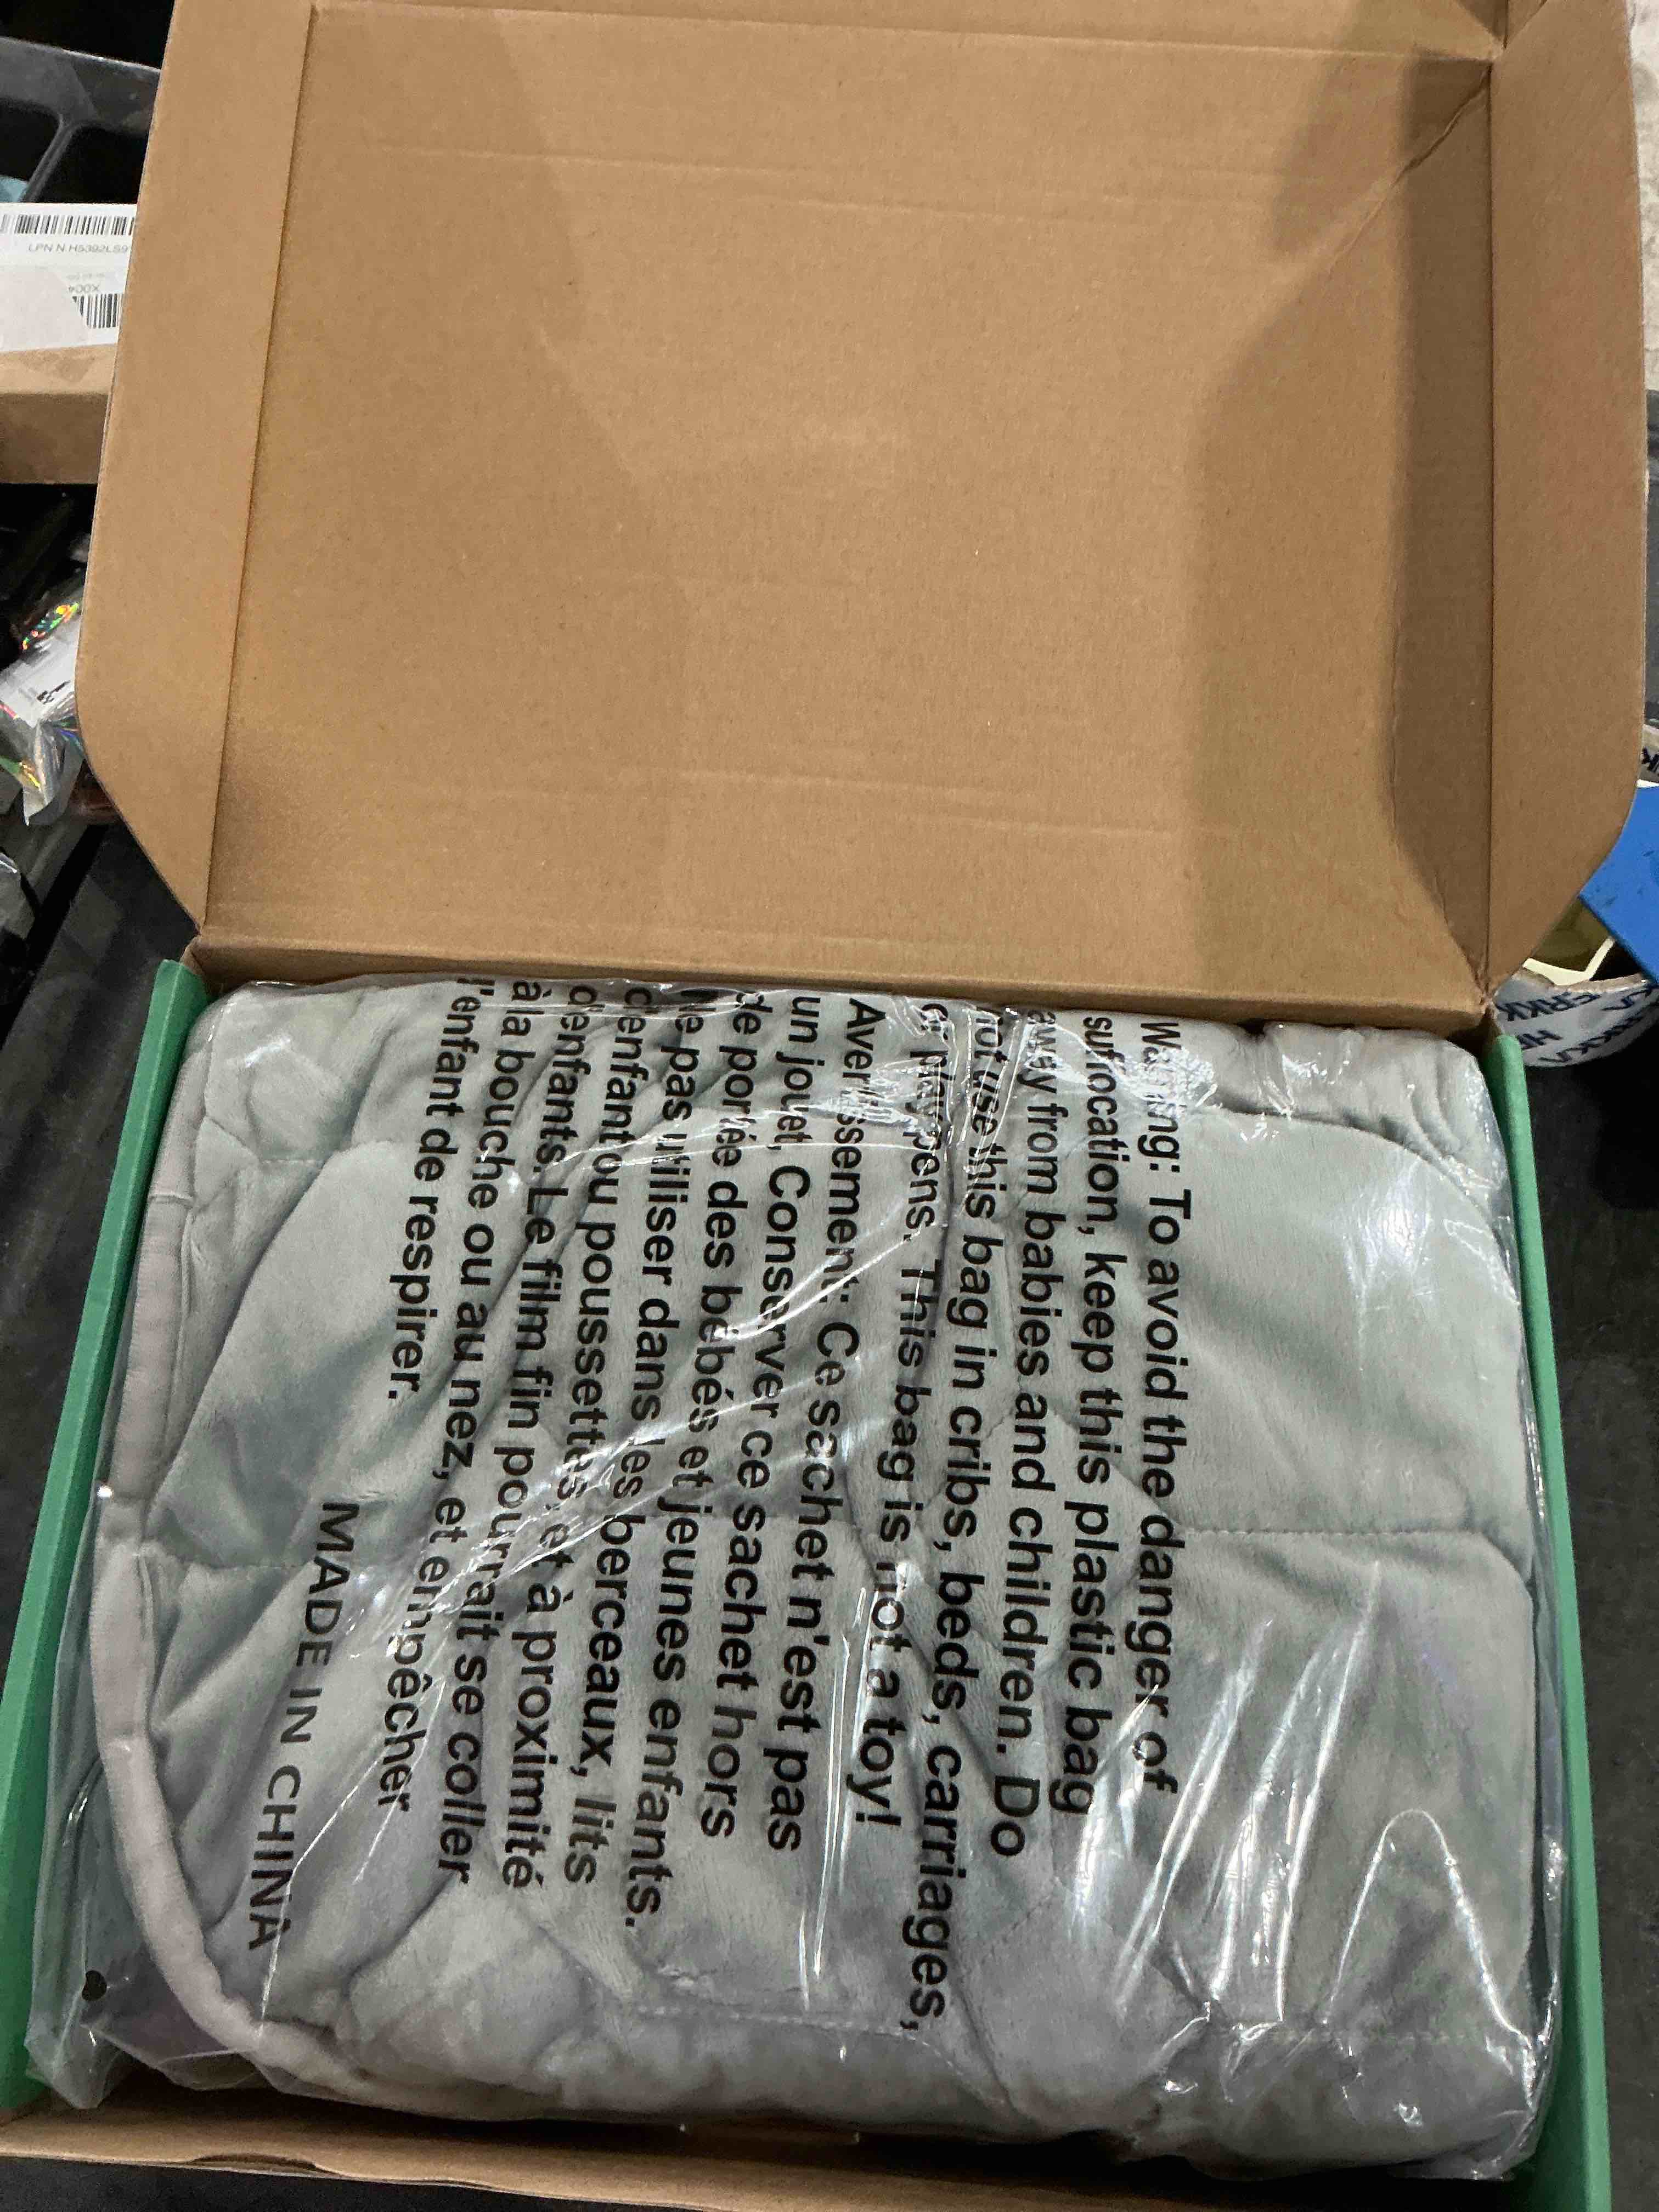 Warning: To avoid the danger of
suffocation, keep this plastic bag
away from babies and children. Do
not use this bag in cribs, beds, carriages,
or playpens. This bag is not a toy!
Avertissement: Ce sachet n'est pas
un jouet, Conserver ce sachet hors
de portée des bébés et jeunes enfants.
Ne pas utiliser dans les berceaux, lits
d'enfant ou poussettes, et à proximité
d'enfants. Le film fin pourrait se coller
à la bouche ou au nez, et empêcher
l'enfant de respirer.
MADE IN CHINA
LPN N H5392LS9
X004